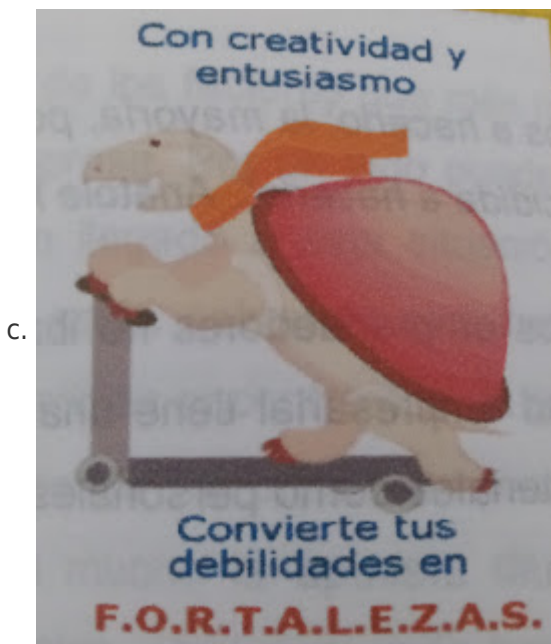 Con creatividad y
entusiasmo
c.
Convierte tus
debilidades en
F.O.R.T.A.L.E.Z.A.S.